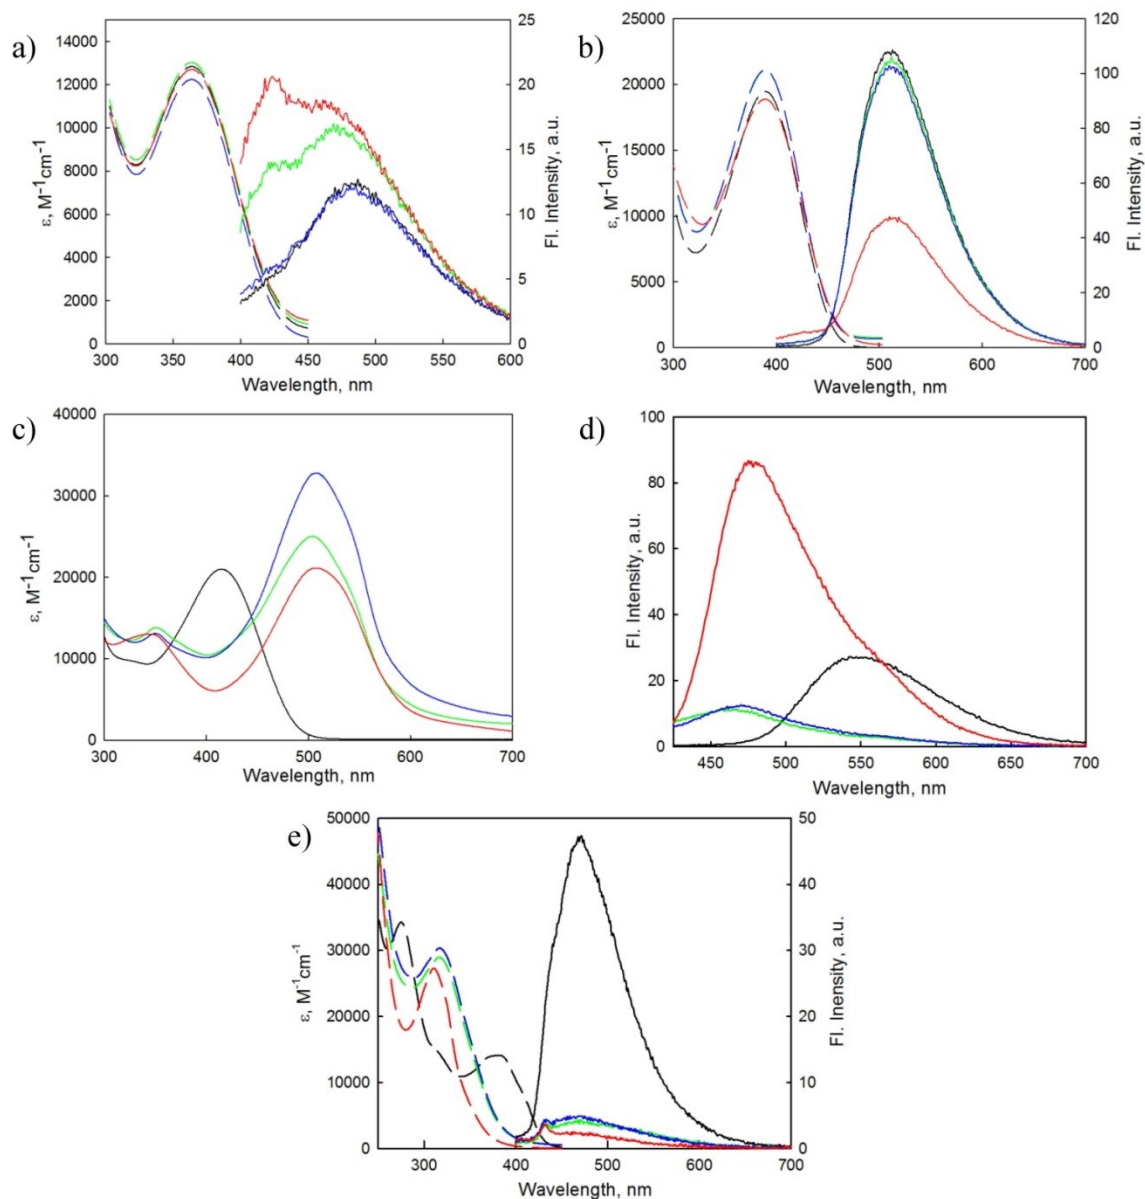 a)
14000
12000
10000
8000
6000
4000
2000
0
ε, M⁻¹cm⁻¹
25
20
15
10
5
0
Fl. Intensity, a.u.
300 350 400 450 500 550 600
Wavelength, nm
b)
25000
20000
15000
10000
5000
0
ε, M⁻¹cm⁻¹
120
100
80
60
40
20
0
Fl. Intensity, a.u.
300 400 500 600 700
Wavelength, nm
c)
40000
30000
20000
10000
0
ε, M⁻¹cm⁻¹
300 400 500 600 700
Wavelength, nm
d)
100
80
60
40
20
0
Fl. Intensity, a.u.
450 500 550 600 650 700
Wavelength, nm
e)
50000
40000
30000
20000
10000
0
ε, M⁻¹cm⁻¹
50
40
30
20
10
0
Fl. Inensity, a.u.
300 400 500 600 700
Wavelength, nm